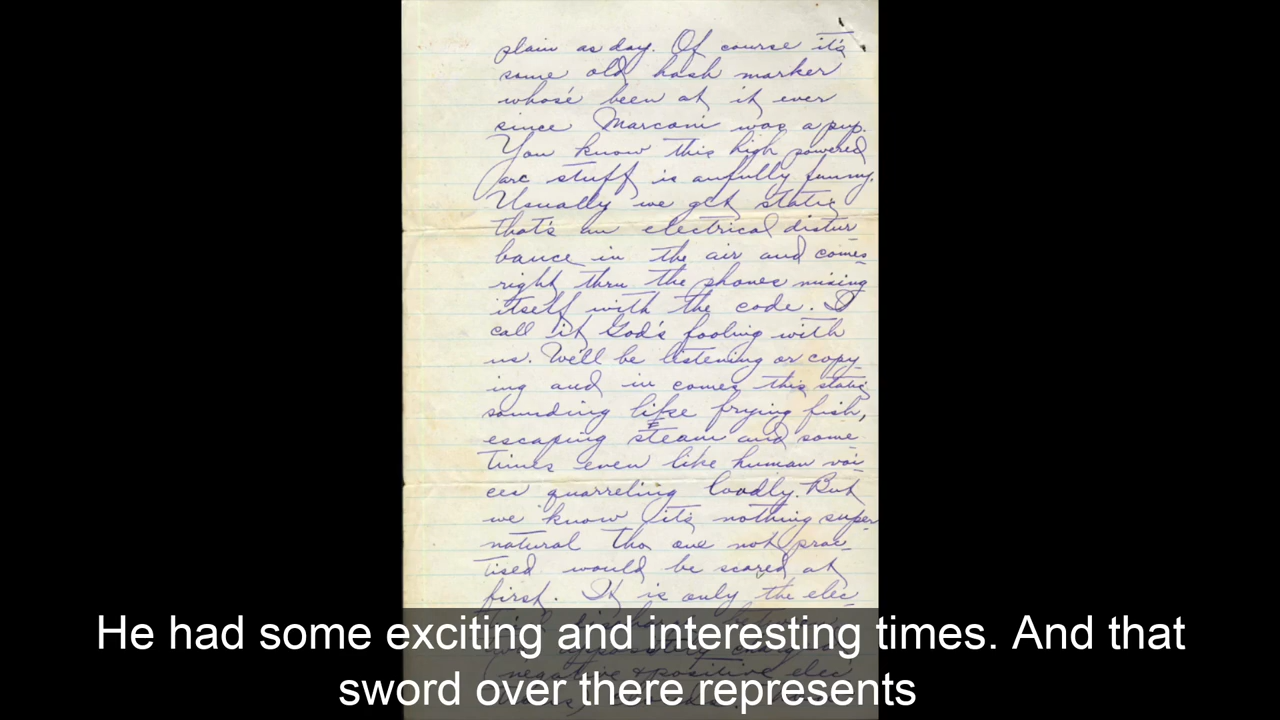 plain as day. Of course it's
some old hash marker
whose been at it ever
since Marconi was a pup.
You know this high powered
arc stuff is awfully funny.
Usually we get static
that's an electrical distur
bance in the air and comes
right thru the phones mixing
itself with the code. I
call it God's fooling with
us. We'll be listening or copy-
ing and in comes this static
sounding like frying fish,
escaping steam and some
times even like human voi-
ces quarreling loudly. But
we know it's nothing super
natural tho one not prac-
tised would be scared at
first. It is only the elec-
negative & positive elec
He had some exciting and interesting times. And that
sword over there represents